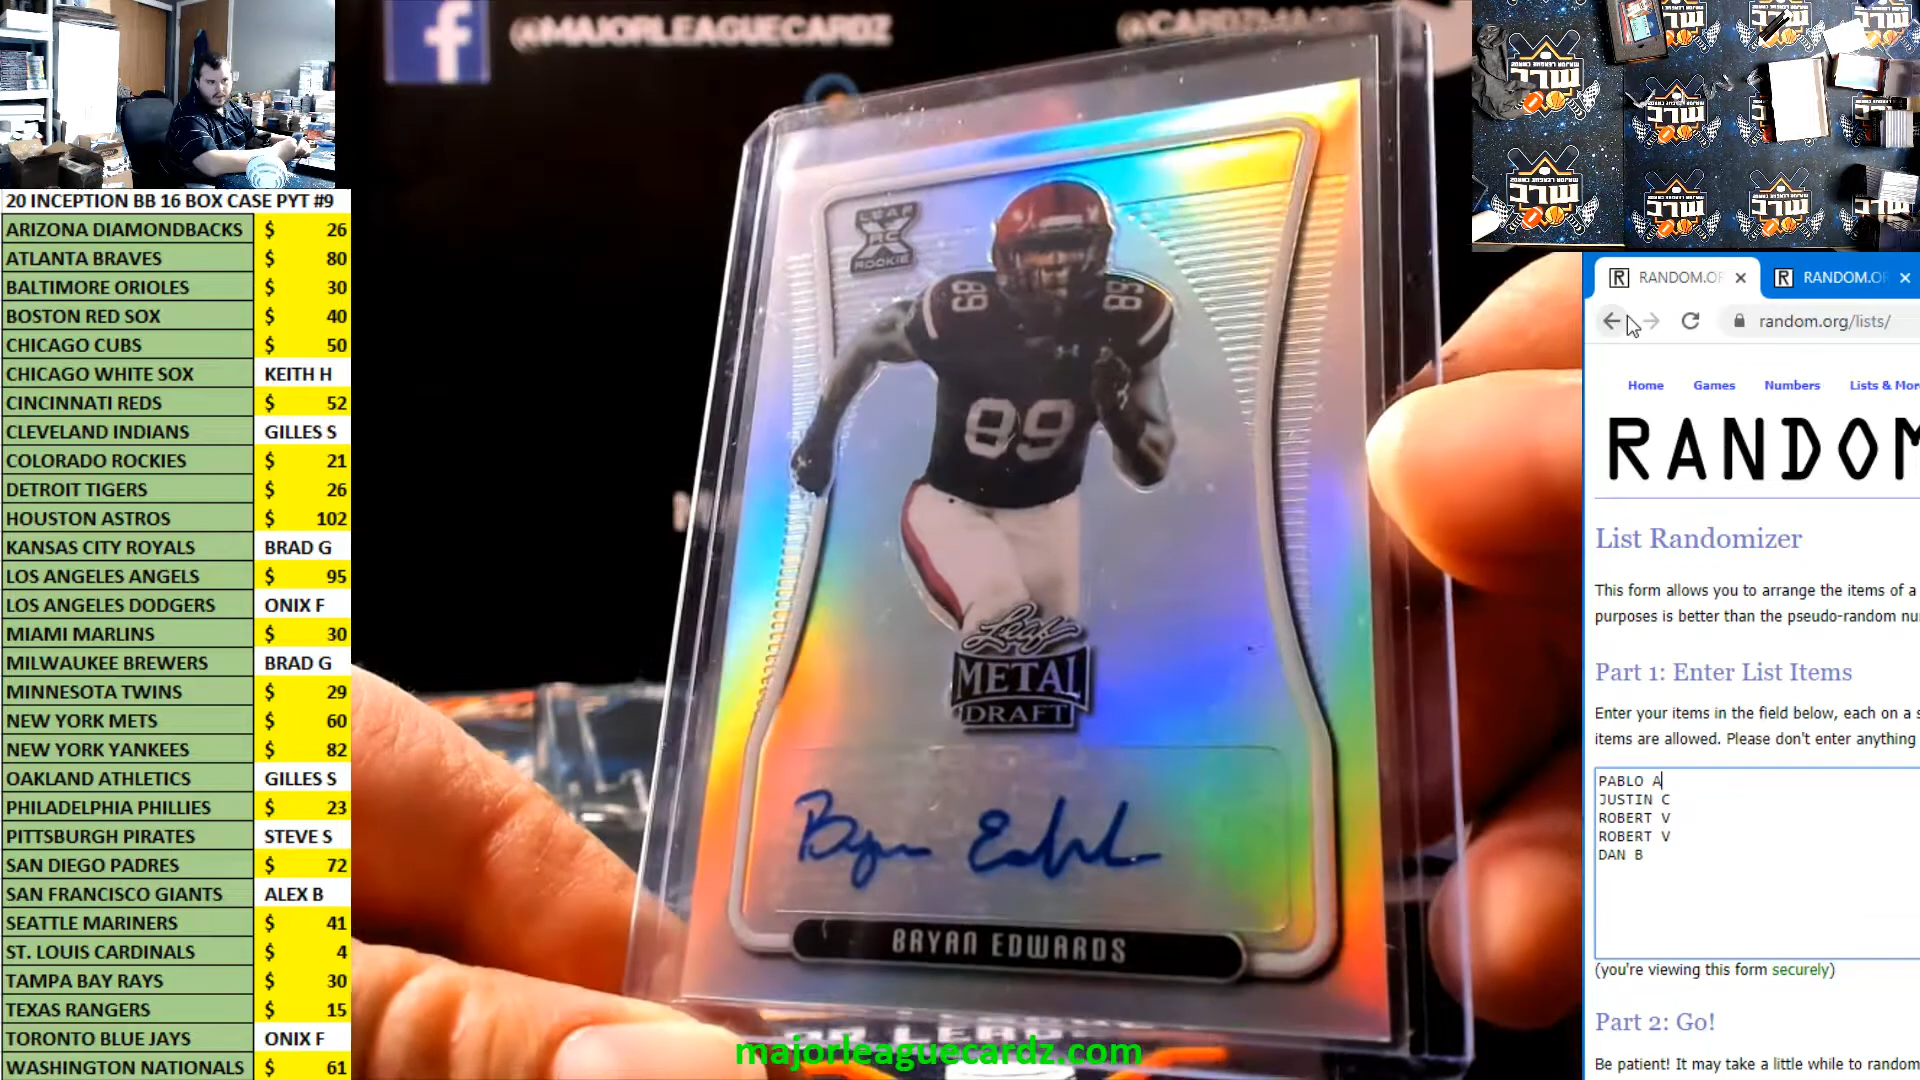 @MAJORLEAGUECARDZ
20 INCEPTION BB 16 BOX CASE PYT #9
ARIZONA DIAMONDBACKS $ 26
ATLANTA BRAVES $ 80
BALTIMORE ORIOLES $ 30
BOSTON RED SOX $ 40
CHICAGO CUBS $ 50
CHICAGO WHITE SOX KEITH H
CINCINNATI REDS $ 52
CLEVELAND INDIANS GILLES S
COLORADO ROCKIES $ 21
DETROIT TIGERS $ 26
HOUSTON ASTROS $ 102
KANSAS CITY ROYALS BRAD G
LOS ANGELES ANGELS $ 95
LOS ANGELES DODGERS ONIX F
MIAMI MARLINS $ 30
MILWAUKEE BREWERS BRAD G
MINNESOTA TWINS $ 29
NEW YORK METS $ 60
NEW YORK YANKEES $ 82
OAKLAND ATHLETICS GILLES S
PHILADELPHIA PHILLIES $ 23
PITTSBURGH PIRATES STEVE S
SAN DIEGO PADRES $ 72
SAN FRANCISCO GIANTS ALEX B
SEATTLE MARINERS $ 41
ST. LOUIS CARDINALS $ 4
TAMPA BAY RAYS $ 30
TEXAS RANGERS $ 15
TORONTO BLUE JAYS ONIX F
WASHINGTON NATIONALS $ 61
LEAF
RC
ROOKIE
89 89
89
Leaf
METAL
DRAFT
Bryan Edwards
BRYAN EDWARDS
majorleaguecardz.com
RANDOM.OR RANDOM.OR
random.org/lists/
Home Games Numbers Lists & Mor
RANDOM
List Randomizer
This form allows you to arrange the items of a
purposes is better than the pseudo-random nu
Part 1: Enter List Items
Enter your items in the field below, each on a s
items are allowed. Please don't enter anything
PABLO A
JUSTIN C
ROBERT V
ROBERT V
DAN B
(you're viewing this form securely)
Part 2: Go!
Be patient! It may take a little while to random